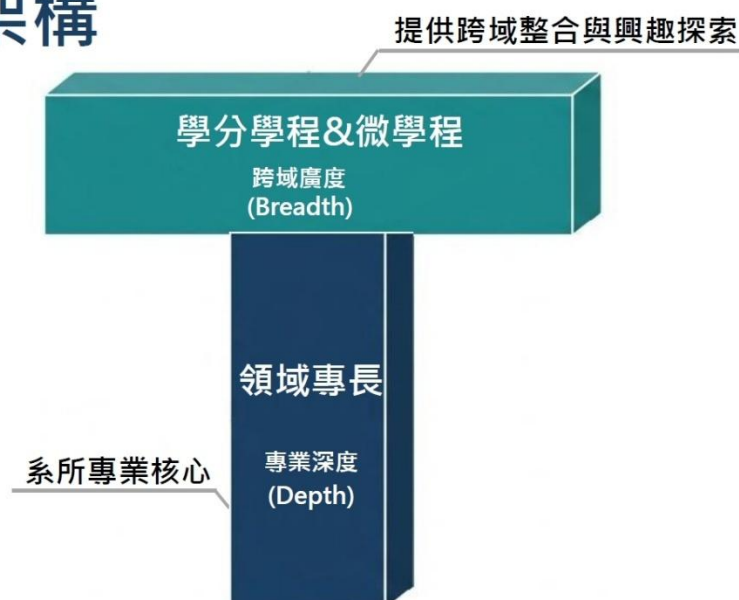 架構
提供跨域整合與興趣探索
學分學程&微學程
跨域廣度
(Breadth)
領域專長
專業深度
(Depth)
系所專業核心